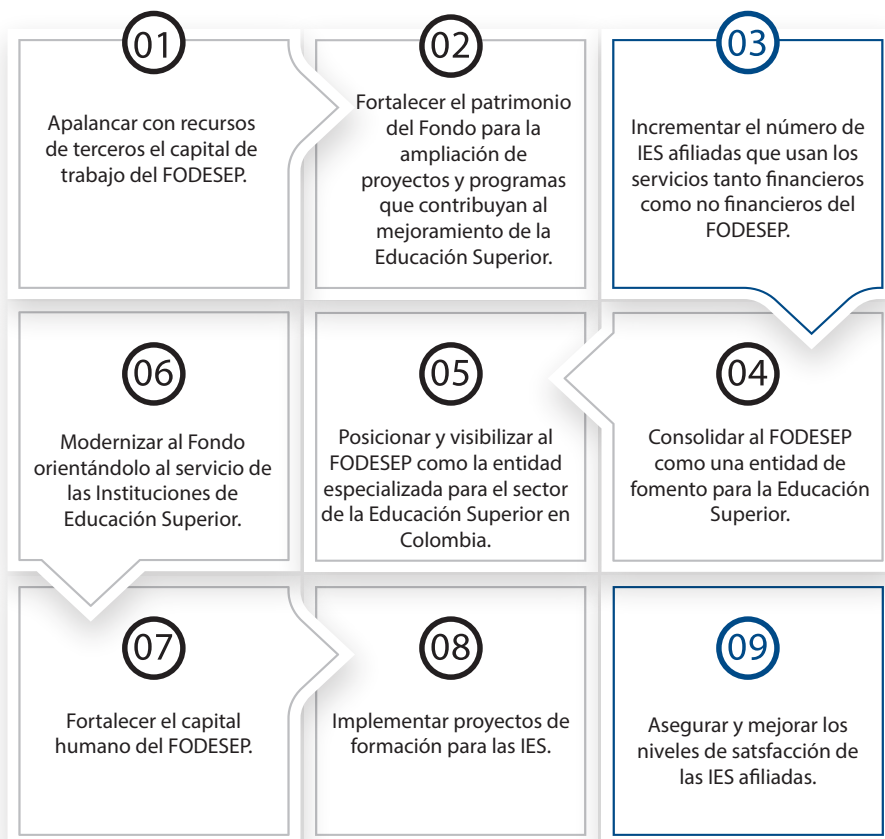 01
Apalancar con recursos
de terceros el capital de
trabajo del FODESEP.
02
Fortalecer el patrimonio
del Fondo para la
ampliación de
proyectos y programas
que contribuyan al
mejoramiento de la
Educación Superior.
03
Incrementar el número de
IES afiliadas que usan los
servicios tanto financieros
como no financieros del
FODESEP.
04
Consolidar al FODESEP
como una entidad de
fomento para la Educación
Superior.
05
Posicionar y visibilizar al
FODESEP como la entidad
especializada para el sector
de la Educación Superior en
Colombia.
06
Modernizar al Fondo
orientándolo al servicio de
las Instituciones de
Educación Superior.
07
Fortalecer el capital
humano del FODESEP.
08
Implementar proyectos de
formación para las IES.
09
Asegurar y mejorar los
niveles de satsfacción de
las IES afiliadas.